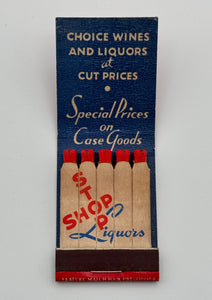 CHOICE WINES
AND LIQUORS at
CUT PRICES
Special Prices
on
Case Goods
STOP
SHOP
Liquors